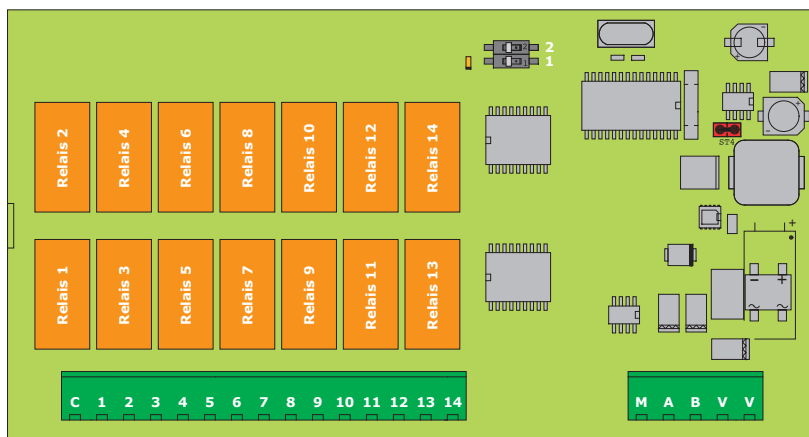 2 2
1 1
ST4
Relais 2 Relais 4 Relais 6 Relais 8 Relais 10 Relais 12 Relais 14
Relais 1 Relais 3 Relais 5 Relais 7 Relais 9 Relais 11 Relais 13
+
− +
~ ~
C 1 2 3 4 5 6 7 8 9 10 11 12 13 14
M A B V V